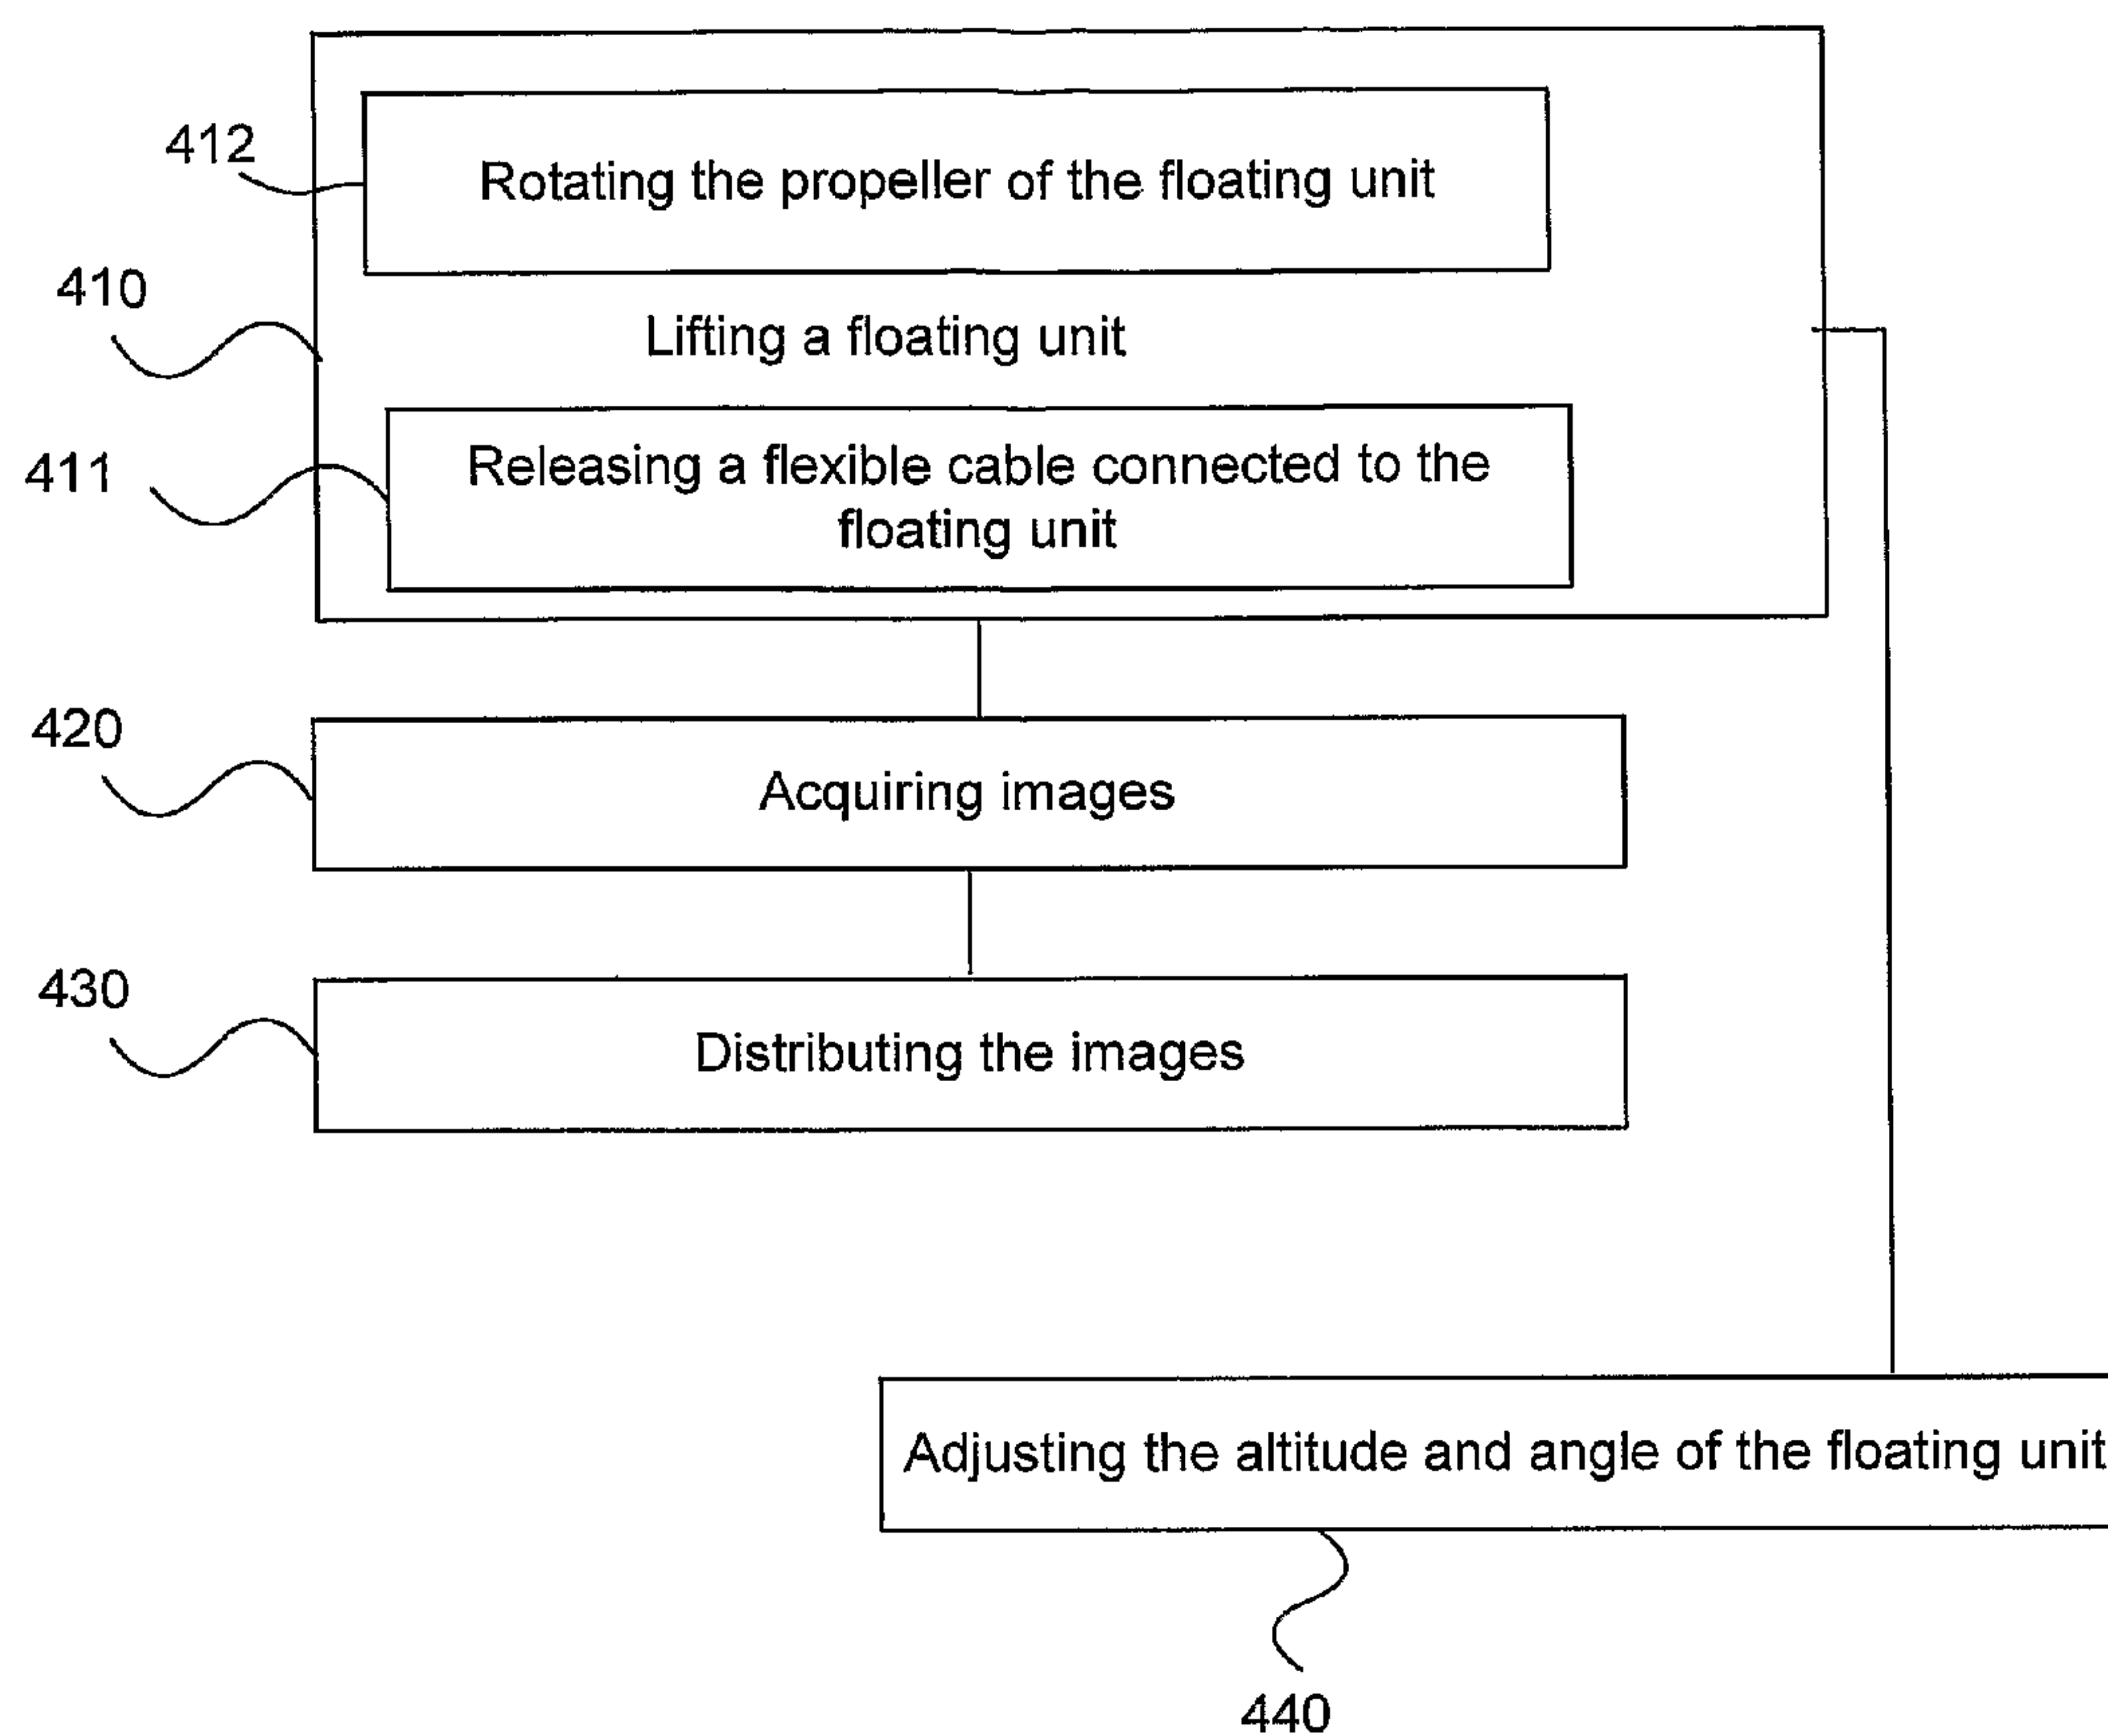 412
Rotating the propeller of the floating unit
410
Lifting a floating unit
411
Releasing a flexible cable connected to the
floating unit
420
Acquiring images
430
Distributing the images
Adjusting the altitude and angle of the floating unit
440